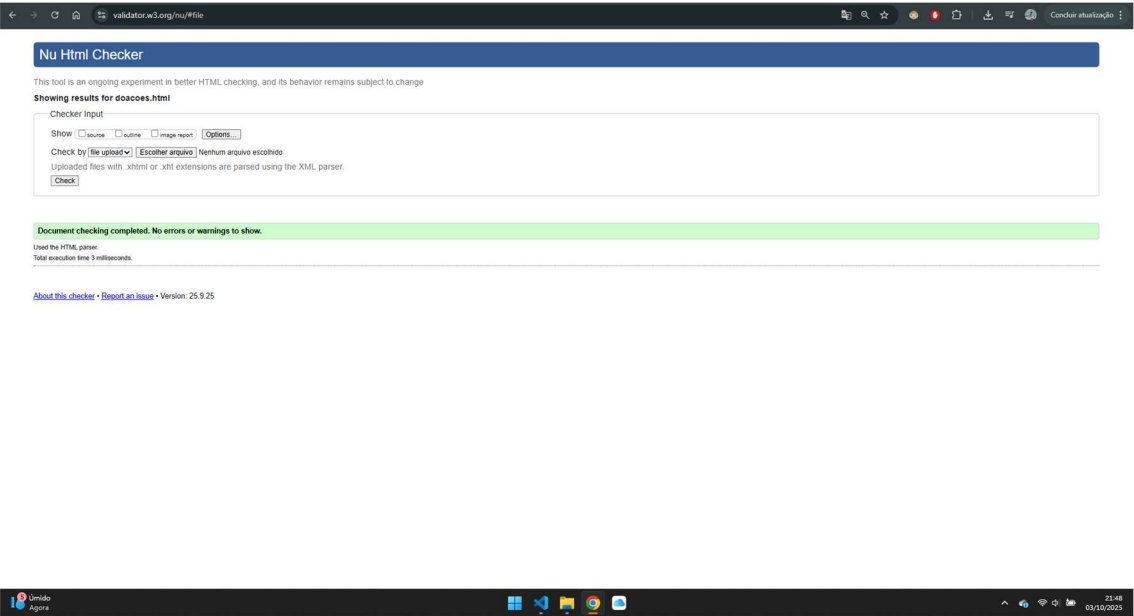 validator.w3.org/nu/#file
Concluir atualização
Nu Html Checker
This tool is an ongoing experiment in better HTML checking, and its behavior remains subject to change
Showing results for doacoes.html
Checker Input
Show source outline image report Options...
Check by file upload Escolher arquivo Nenhum arquivo escolhido
Uploaded files with .xhtml or .xht extensions are parsed using the XML parser.
Check
Document checking completed. No errors or warnings to show.
Used the HTML parser.
Total execution time 3 milliseconds.
About this checker • Report an issue • Version: 25.9.25
5
Úmido
Agora
21:48
03/10/2025